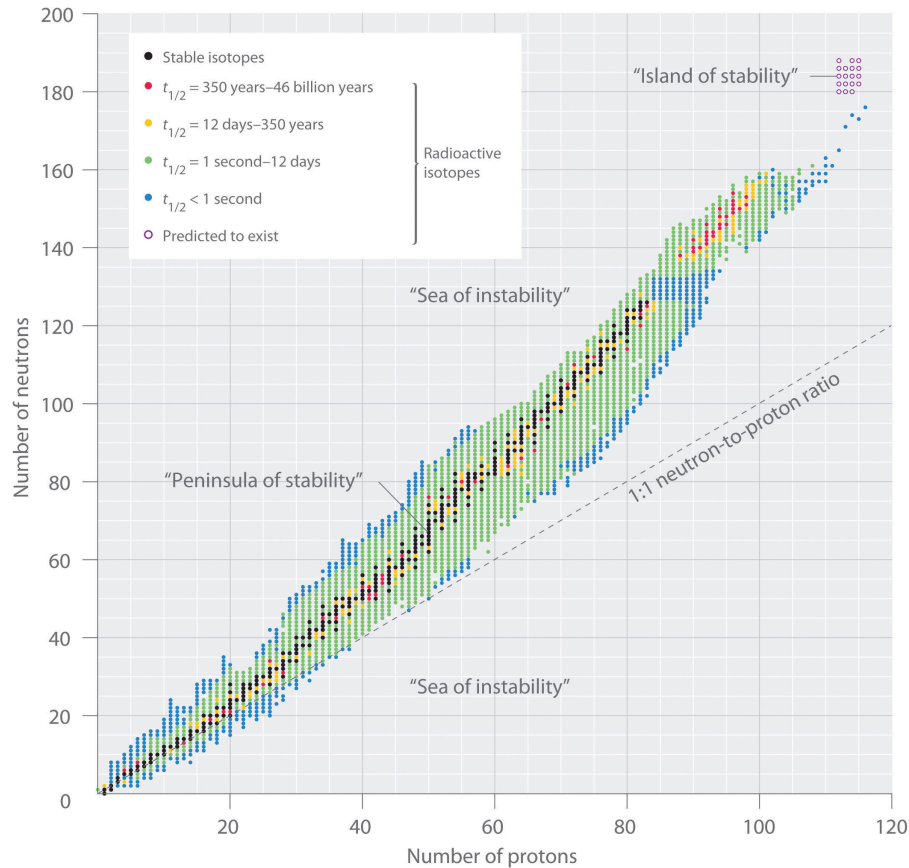 200
180
160
140
120
100
80
60
40
20
0
Number of neutrons
Stable isotopes
t1/2 = 350 years–46 billion years
t1/2 = 12 days–350 years
t1/2 = 1 second–12 days
t1/2 < 1 second
Predicted to exist
Radioactive
isotopes
“Island of stability”
“Sea of instability”
“Peninsula of stability”
1:1 neutron-to-proton ratio
“Sea of instability”
20
40
60
80
100
120
Number of protons